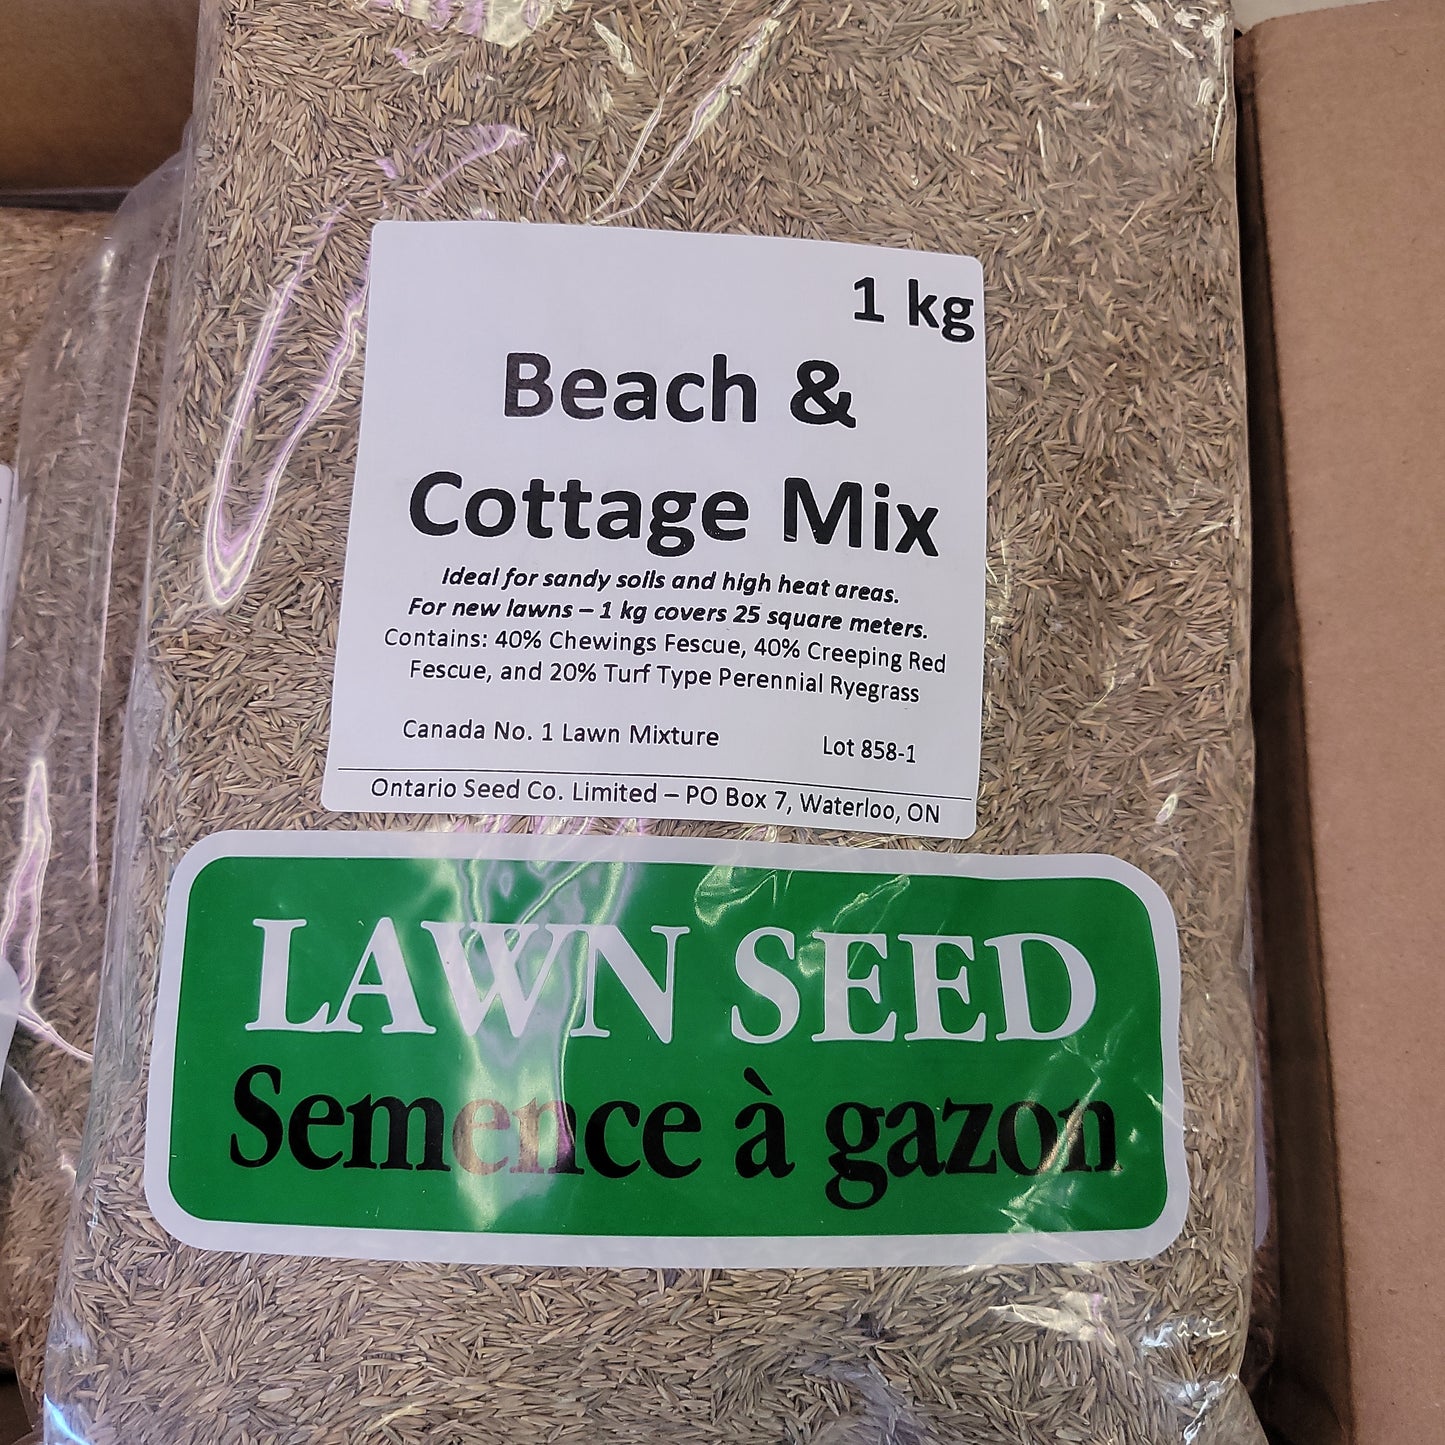 1 kg
Beach &
Cottage Mix
Ideal for sandy soils and high heat areas.
For new lawns – 1 kg covers 25 square meters.
Contains: 40% Chewings Fescue, 40% Creeping Red
Fescue, and 20% Turf Type Perennial Ryegrass
Canada No. 1 Lawn Mixture
Lot 858-1
Ontario Seed Co. Limited – PO Box 7, Waterloo, ON
LAWN SEED
Semence à gazon